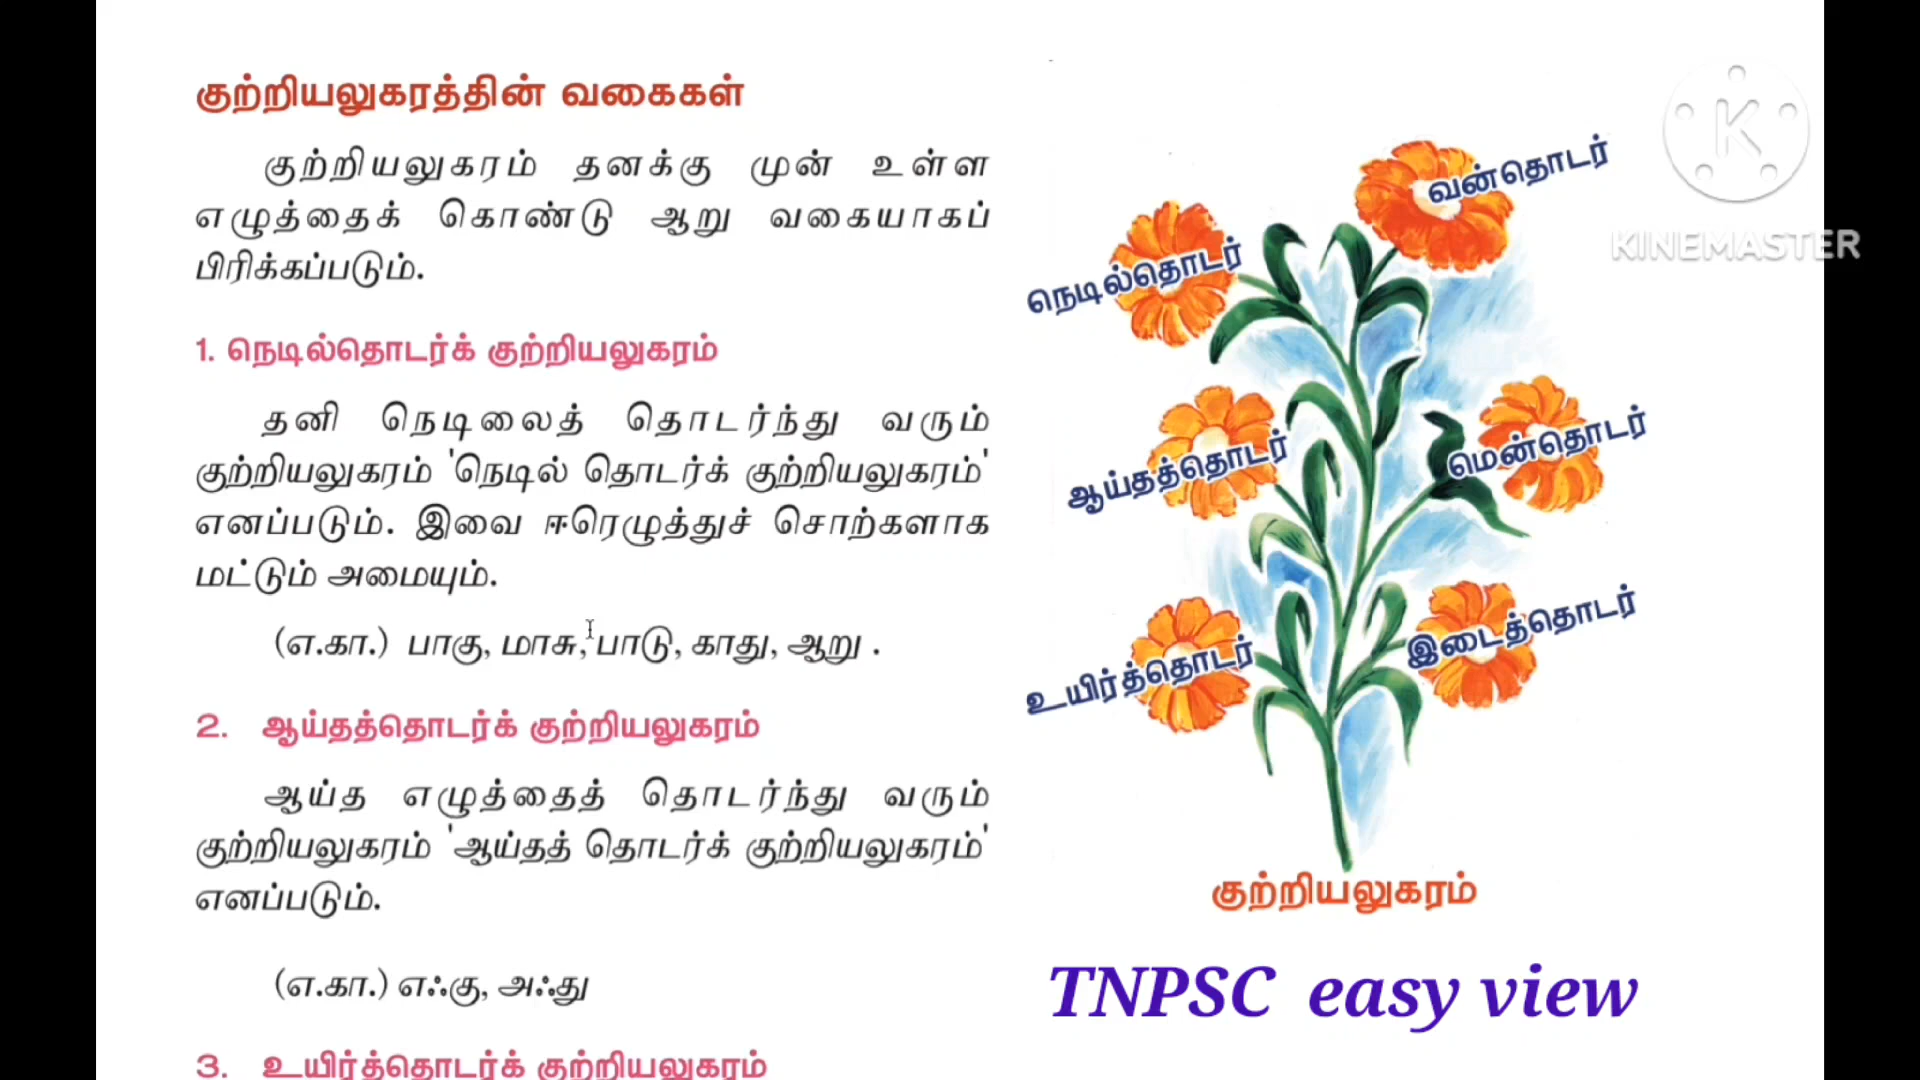 குற்றியலுகரத்தின் வகைகள்
குற்றியலுகரம் தனக்கு முன் உள்ள
எழுத்தைக் கொண்டு ஆறு வகையாகப்
பிரிக்கப்படும்.
1. நெடில்தொடர்க் குற்றியலுகரம்
தனி நெடிலைத் தொடர்ந்து வரும்
குற்றியலுகரம் 'நெடில் தொடர்க் குற்றியலுகரம்'
எனப்படும். இவை ஈரெழுத்துச் சொற்களாக
மட்டும் அமையும்.
(எ.கா.) பாகு, மாசு, பாடு, காது, ஆறு .
2. ஆய்தத்தொடர்க் குற்றியலுகரம்
ஆய்த எழுத்தைத் தொடர்ந்து வரும்
குற்றியலுகரம் 'ஆய்தத் தொடர்க் குற்றியலுகரம்'
எனப்படும்.
(எ.கா.) எஃகு, அஃது
3. உயிர்த்தொடர்க் குற்றியலுகரம்
வன்தொடர்
நெடில்தொடர்
மென்தொடர்
ஆய்தத்தொடர்
இடைத்தொடர்
உயிர்த்தொடர்
குற்றியலுகரம்
TNPSC easy view
K
KINEMASTER